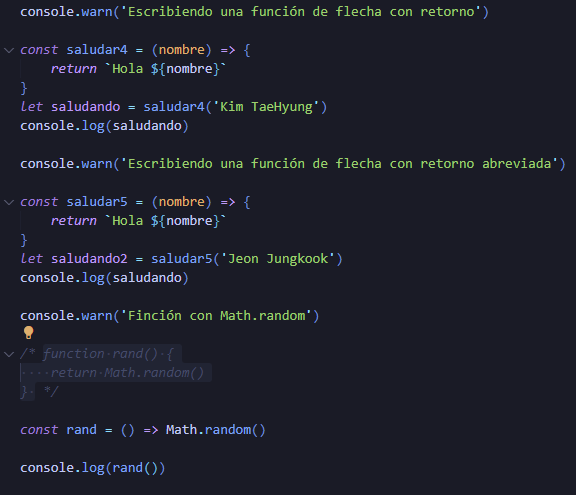 console.warn('Escribiendo una función de flecha con retorno')
const saludar4 = (nombre) => {
    return `Hola ${nombre}`
}
let saludando = saludar4('Kim TaeHyung')
console.log(saludando)
console.warn('Escribiendo una función de flecha con retorno abreviada')
const saludar5 = (nombre) => {
    return `Hola ${nombre}`
}
let saludando2 = saludar5('Jeon Jungkook')
console.log(saludando)
console.warn('Finción con Math.random')
/* function rand() {
    return Math.random()
} */
const rand = () => Math.random()
console.log(rand())